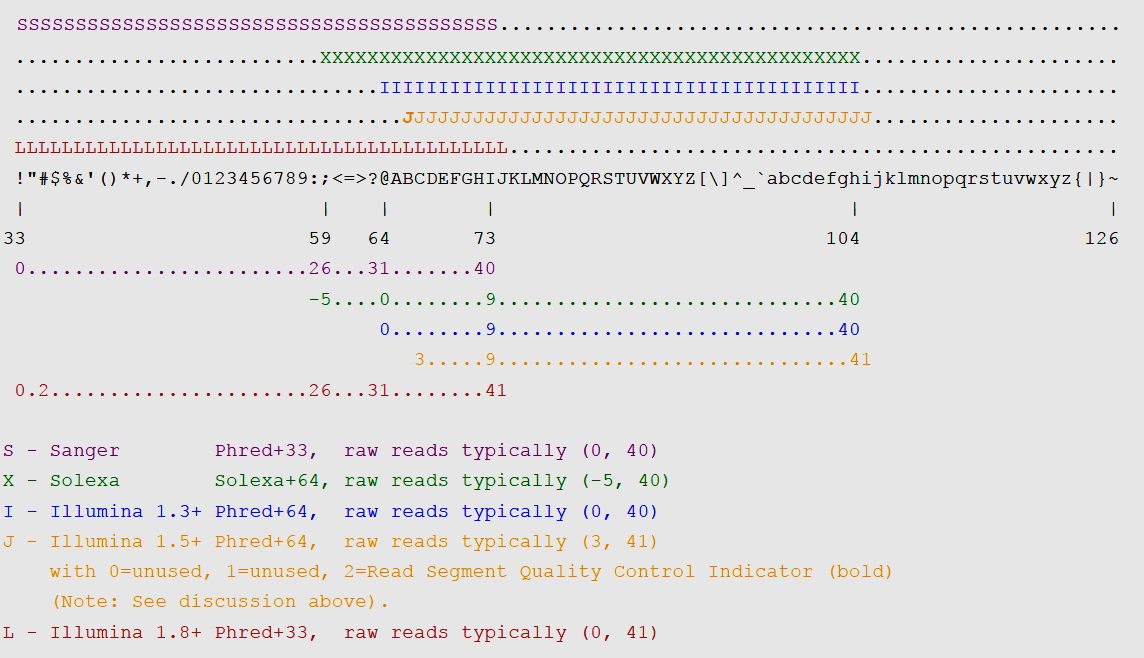 SSSSSSSSSSSSSSSSSSSSSSSSSSSSSSSSSSSSSSSSS.....................................................
..........................XXXXXXXXXXXXXXXXXXXXXXXXXXXXXXXXXXXXXXXXXXXXXX......................
...............................IIIIIIIIIIIIIIIIIIIIIIIIIIIIIIIIIIIIIIIII......................
.................................JJJJJJJJJJJJJJJJJJJJJJJJJJJJJJJJJJJJJJJJ.....................
LLLLLLLLLLLLLLLLLLLLLLLLLLLLLLLLLLLLLLLLLL....................................................
!"#$%&'()*+,-./0123456789:;<=>?@ABCDEFGHIJKLMNOPQRSTUVWXYZ[\]^_`abcdefghijklmnopqrstuvwxyz{|}~
| | | | | |
33 59 64 73 104 126
0........................26...31.......40
-5....0........9.............................40
0........9.............................40
3.....9..............................41
0.2......................26...31........41
S - Sanger Phred+33, raw reads typically (0, 40)
X - Solexa Solexa+64, raw reads typically (-5, 40)
I - Illumina 1.3+ Phred+64, raw reads typically (0, 40)
J - Illumina 1.5+ Phred+64, raw reads typically (3, 41)
with 0=unused, 1=unused, 2=Read Segment Quality Control Indicator (bold)
(Note: See discussion above).
L - Illumina 1.8+ Phred+33, raw reads typically (0, 41)